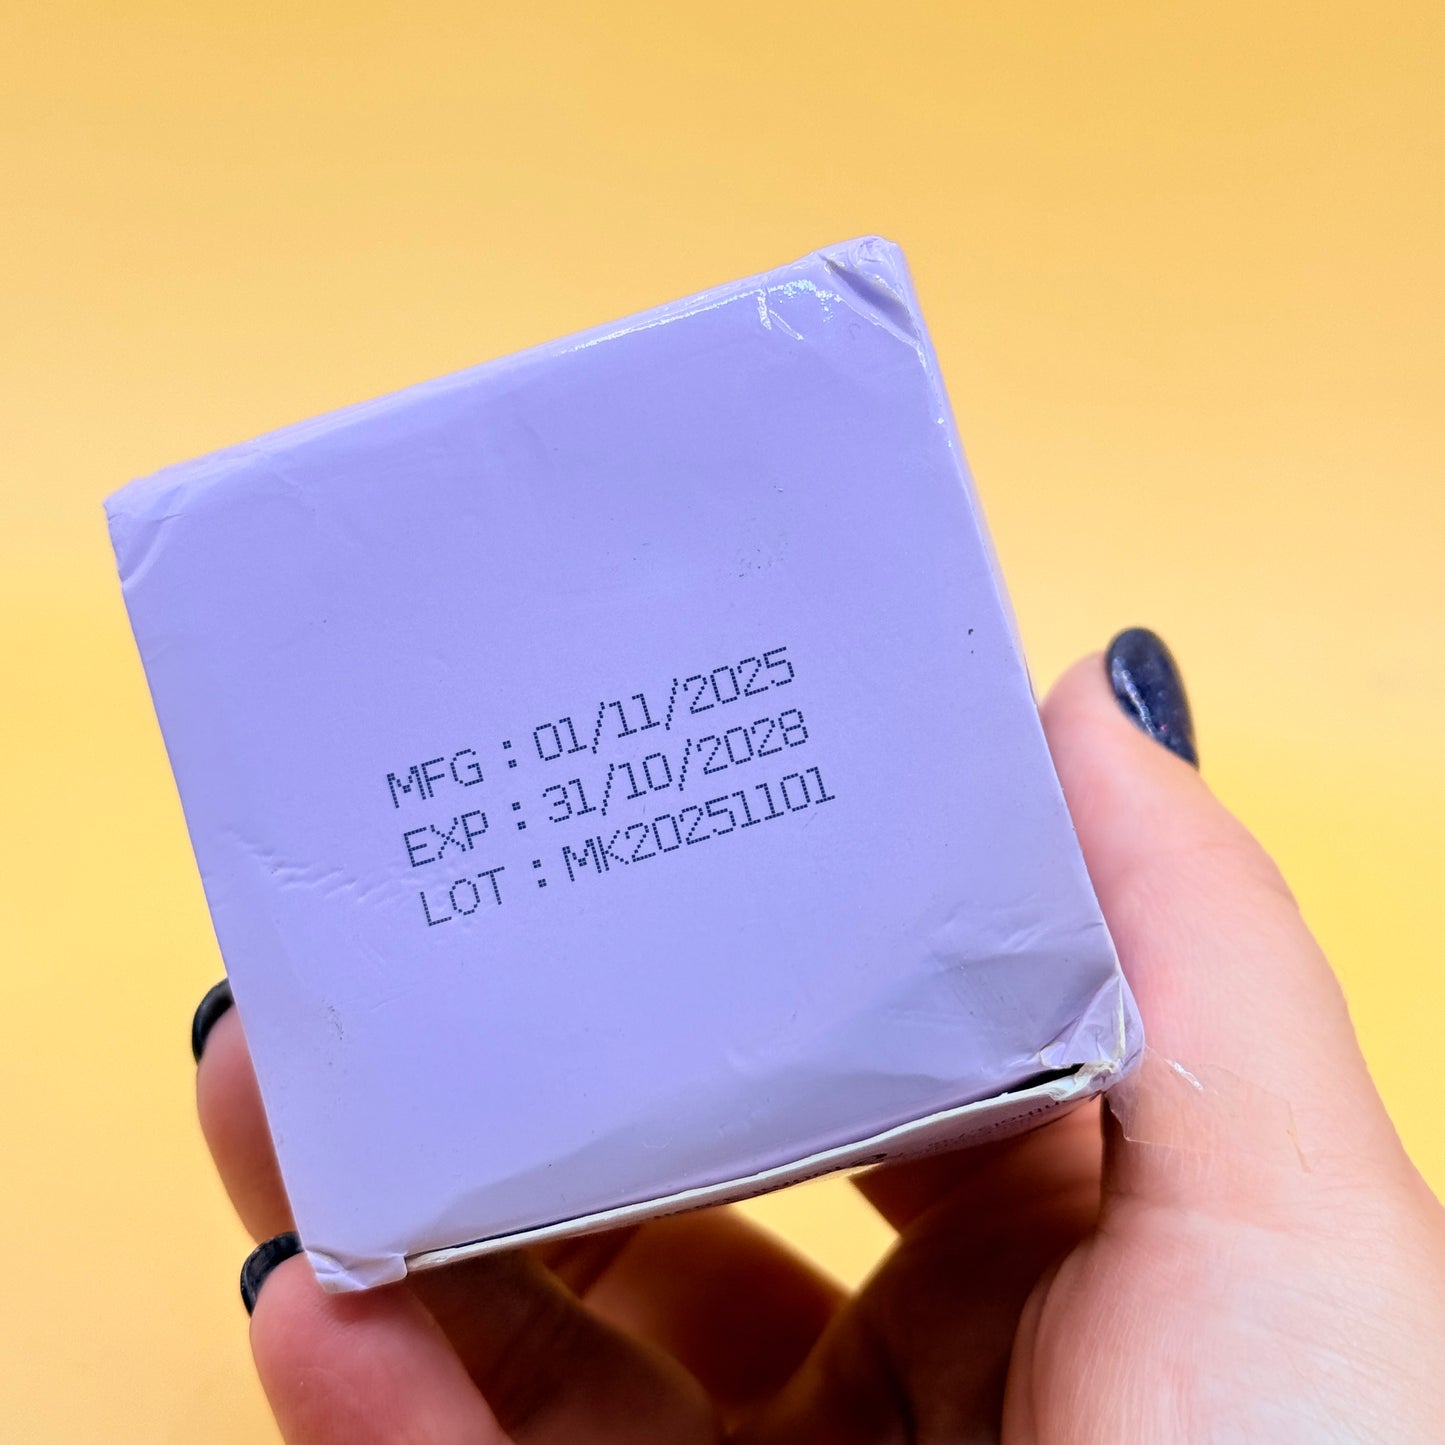 MFG : 01/11/2025
EXP : 31/10/2028
LOT : MK20251101